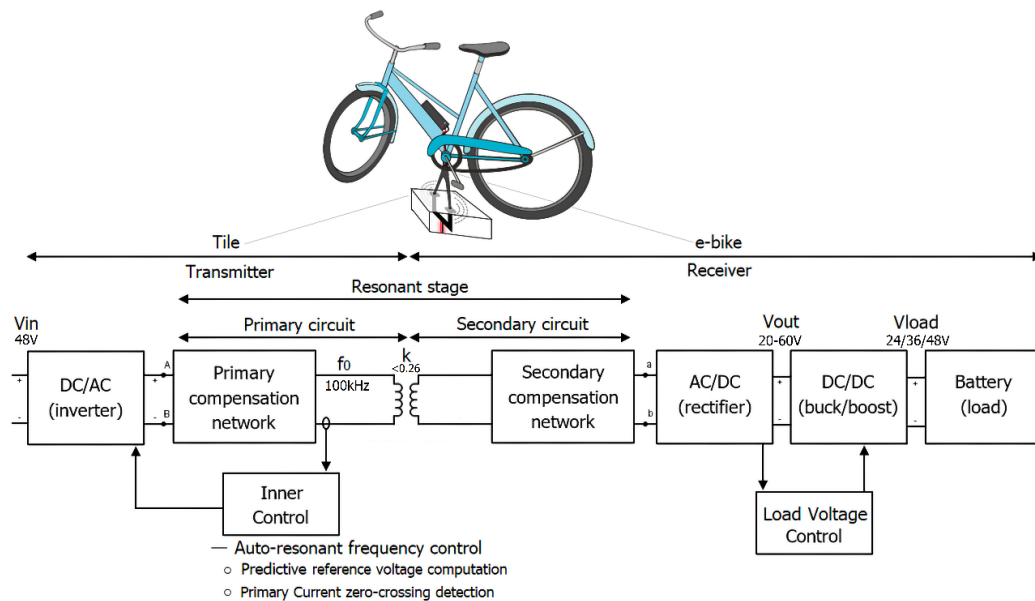 Tile
e-bike
Transmitter
Receiver
Resonant stage
Primary circuit
Secondary circuit
Vin
48V
f0
100kHz
k
<0.26
Vout
20-60V
Vload
24/36/48V
+
-
DC/AC
(inverter)
+
-
A
B
Primary
compensation
network
Secondary
compensation
network
a
b
AC/DC
(rectifier)
+
-
DC/DC
(buck/boost)
+
-
Battery
(load)
Inner
Control
Load Voltage
Control
— Auto-resonant frequency control
○ Predictive reference voltage computation
○ Primary Current zero-crossing detection